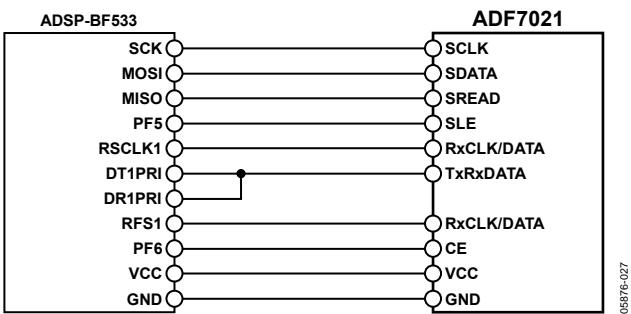 ADSP-BF533 ADF7021
SCK SCLK
MOSI SDATA
MISO SREAD
PF5 SLE
RSCLK1 RxCLK/DATA
DT1PRI TxRxDATA
DR1PRI
RFS1 RxCLK/DATA
PF6 CE
VCC VCC
GND GND
05876-027